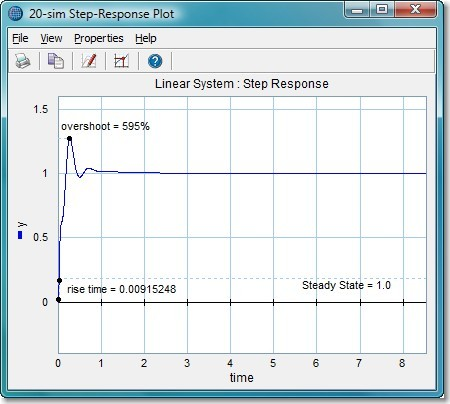 20-sim Step-Response Plot
File View Properties Help
Linear System : Step Response
1.5
overshoot = 595%
1
y
0.5
rise time = 0.00915248
Steady State = 1.0
0
0 1 2 3 4 5 6 7 8
time